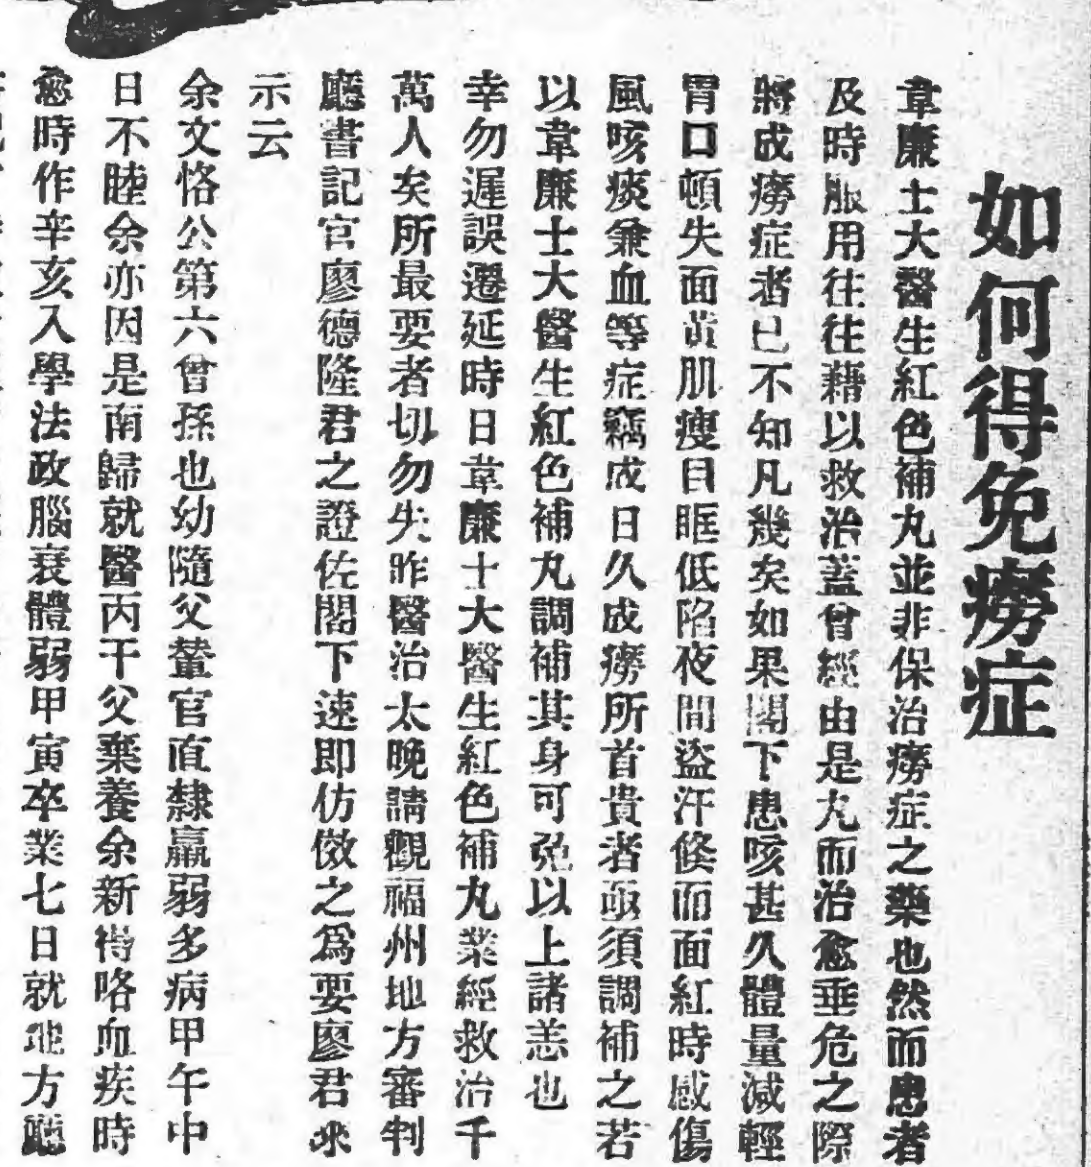 如何得免癆症
韋廉士大醫生紅色補丸並非保治癆症之藥也然而患者
及時服用往往藉以救治蓋曾經由是丸而治愈垂危之際
將成癆症者已不知凡幾矣如果閣下患咳甚久體量減輕
胃口頓失面黃肌瘦目眶低陷夜間盜汗倏而面紅時感傷
風咳痰兼血等症竊成日久成癆所首貴者亟須調補之若
以韋廉士大醫生紅色補丸調補其身可免以上諸恙也
幸勿遲誤遷延時日韋廉士大醫生紅色補丸業經救治千
萬人矣所最要者切勿失昨醫治太晚請觀福州地方審判
廳書記官廖德隆君之證佐閣下速即仿傚之為要廖君來
示云
余文恪公第六曾孫也幼隨父輦官直隸羸弱多病甲午中
日不睦余亦因是南歸就醫丙干父棄養余新得咯血疾時
愈時作辛亥入學法政腦衰體弱甲寅卒業七日就地方廳